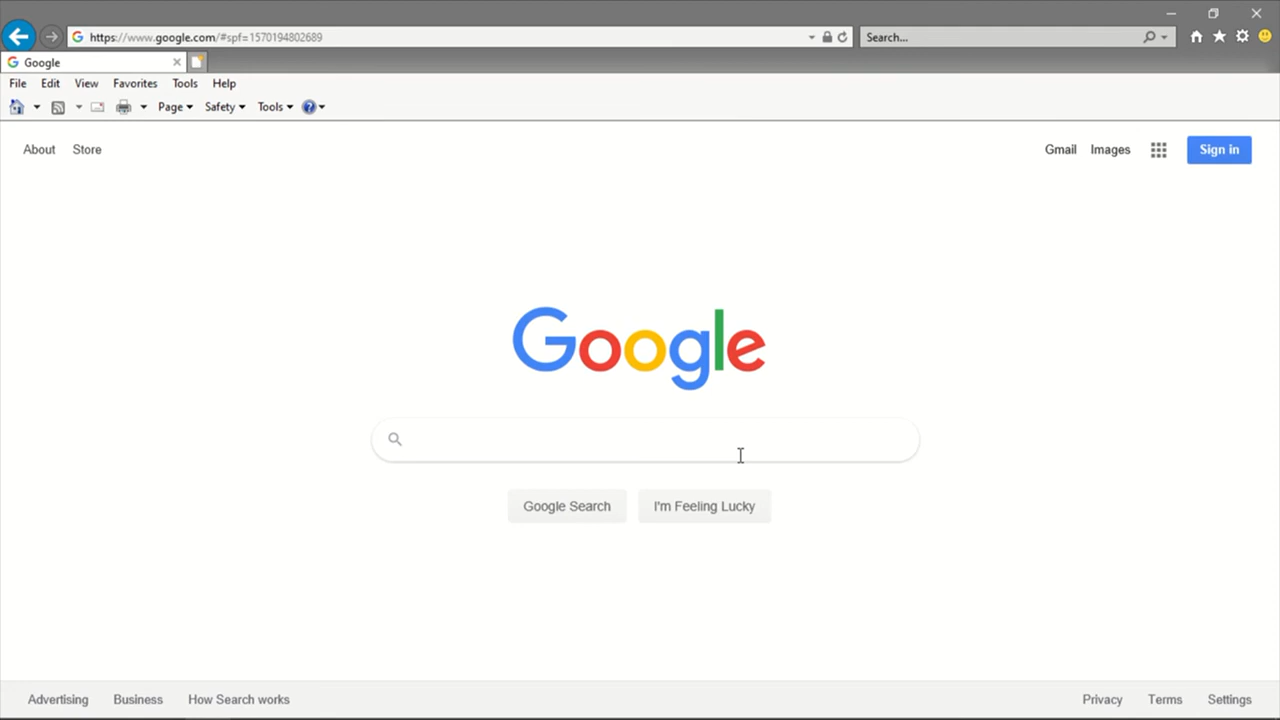 https://www.google.com/#spf=1570194802689
Search...
Google
File Edit View Favorites Tools Help
Page Safety Tools
About Store
Gmail Images Sign in
Google
Google Search I'm Feeling Lucky
Advertising Business How Search works
Privacy Terms Settings